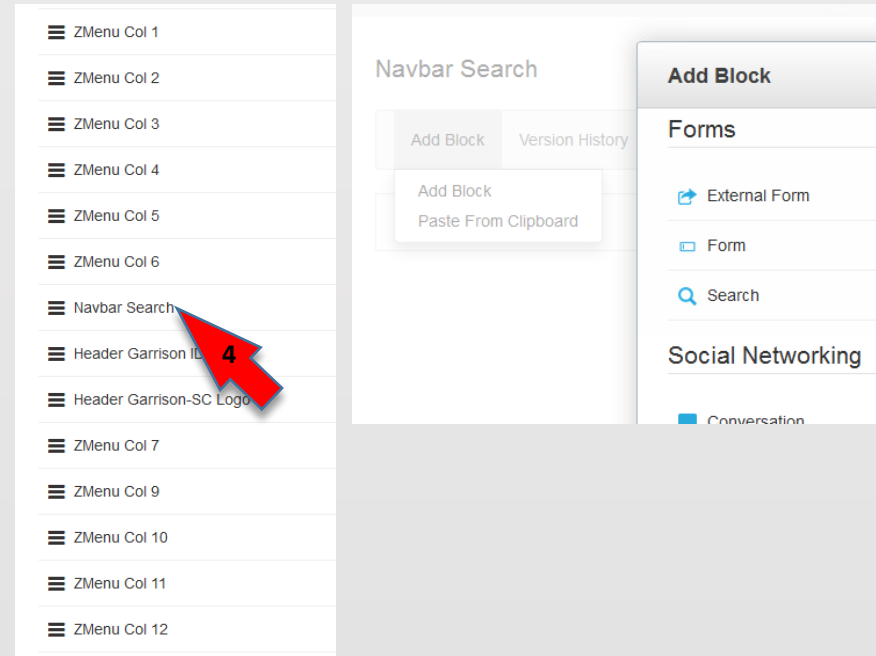 ZMenu Col 1
ZMenu Col 2
ZMenu Col 3
ZMenu Col 4
ZMenu Col 5
ZMenu Col 6
Navbar Search
Header Garrison
4
Header Garrison-SC Logo
ZMenu Col 7
ZMenu Col 9
ZMenu Col 10
ZMenu Col 11
ZMenu Col 12
Navbar Search
Add Block Version History
Add Block
Paste From Clipboard
Add Block
Forms
External Form
Form
Search
Social Networking
Conversation